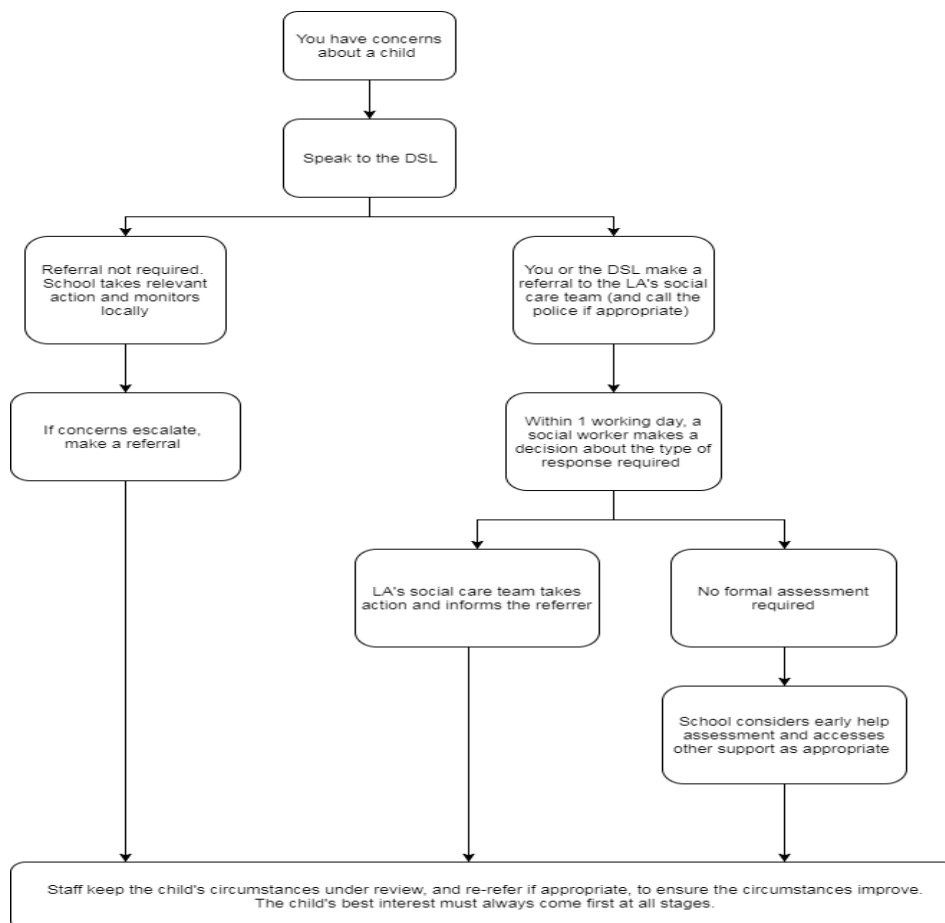 You have concerns
about a child
Speak to the DSL
Referral not required.
School takes relevant
action and monitors
locally
You or the DSL make a
referral to the LA's social
care team (and call the
police if appropriate)
If concerns escalate,
make a referral
Within 1 working day, a
social worker makes a
decision about the type of
response required
LA's social care team takes
action and informs the referrer
No formal assessment
required
School considers early help
assessment and accesses
other support as appropriate
Staff keep the child's circumstances under review, and re-refer if appropriate, to ensure the circumstances improve.
The child's best interest must always come first at all stages.